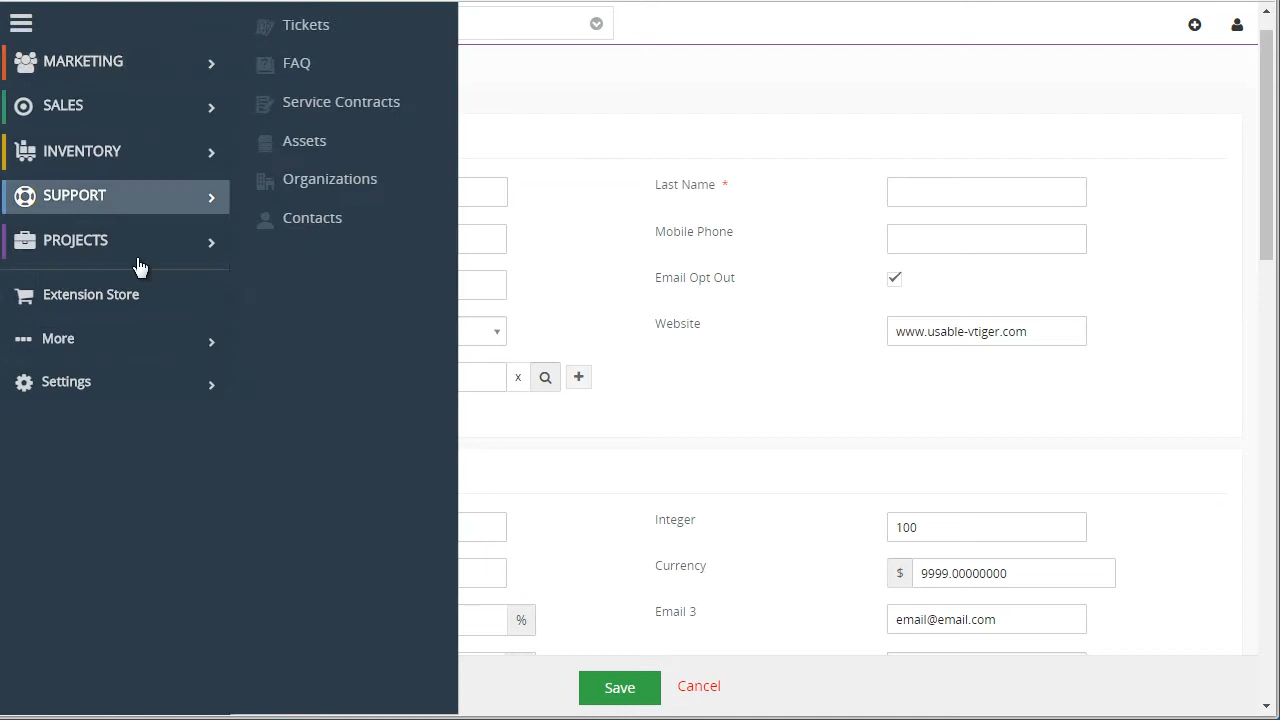 MARKETING
SALES
INVENTORY
SUPPORT
PROJECTS
Extension Store
More
Settings
Tickets
FAQ
Service Contracts
Assets
Organizations
Contacts
Last Name *
Mobile Phone
Email Opt Out
Website
www.usable-vtiger.com
x
Integer
100
Currency
$ 9999.00000000
Email 3
email@email.com
%
Save
Cancel